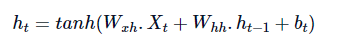 h_t = tanh(W_{xh}. X_t + W_{hh}. h_{t−1} + b_t)